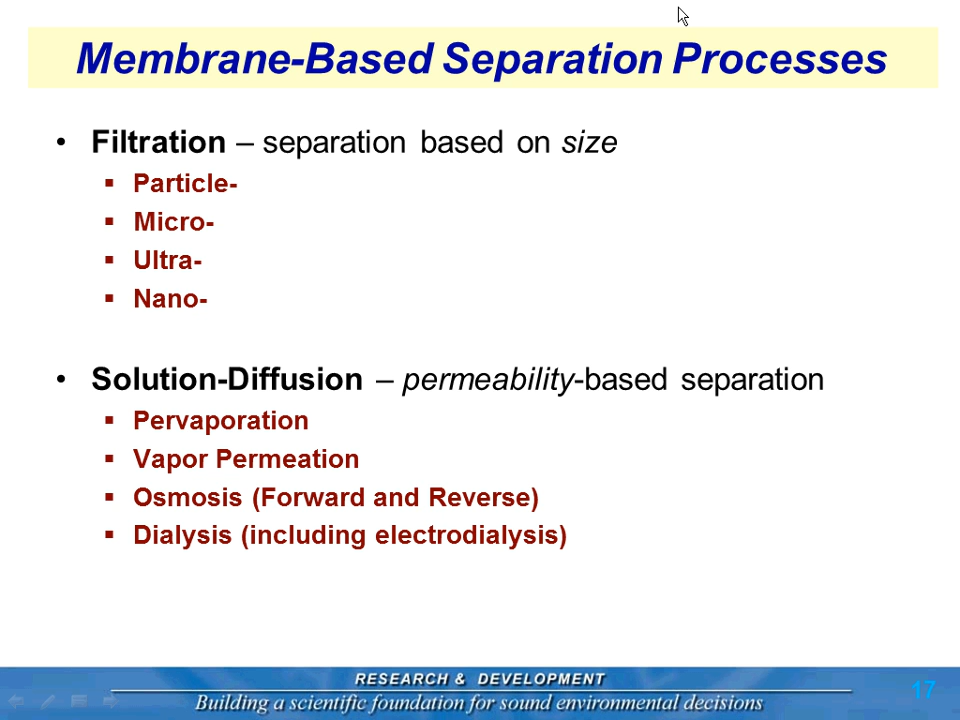 Membrane-Based Separation Processes
• Filtration – separation based on size
▪ Particle-
▪ Micro-
▪ Ultra-
▪ Nano-
• Solution-Diffusion – permeability-based separation
▪ Pervaporation
▪ Vapor Permeation
▪ Osmosis (Forward and Reverse)
▪ Dialysis (including electrodialysis)
RESEARCH & DEVELOPMENT
Building a scientific foundation for sound environmental decisions
17